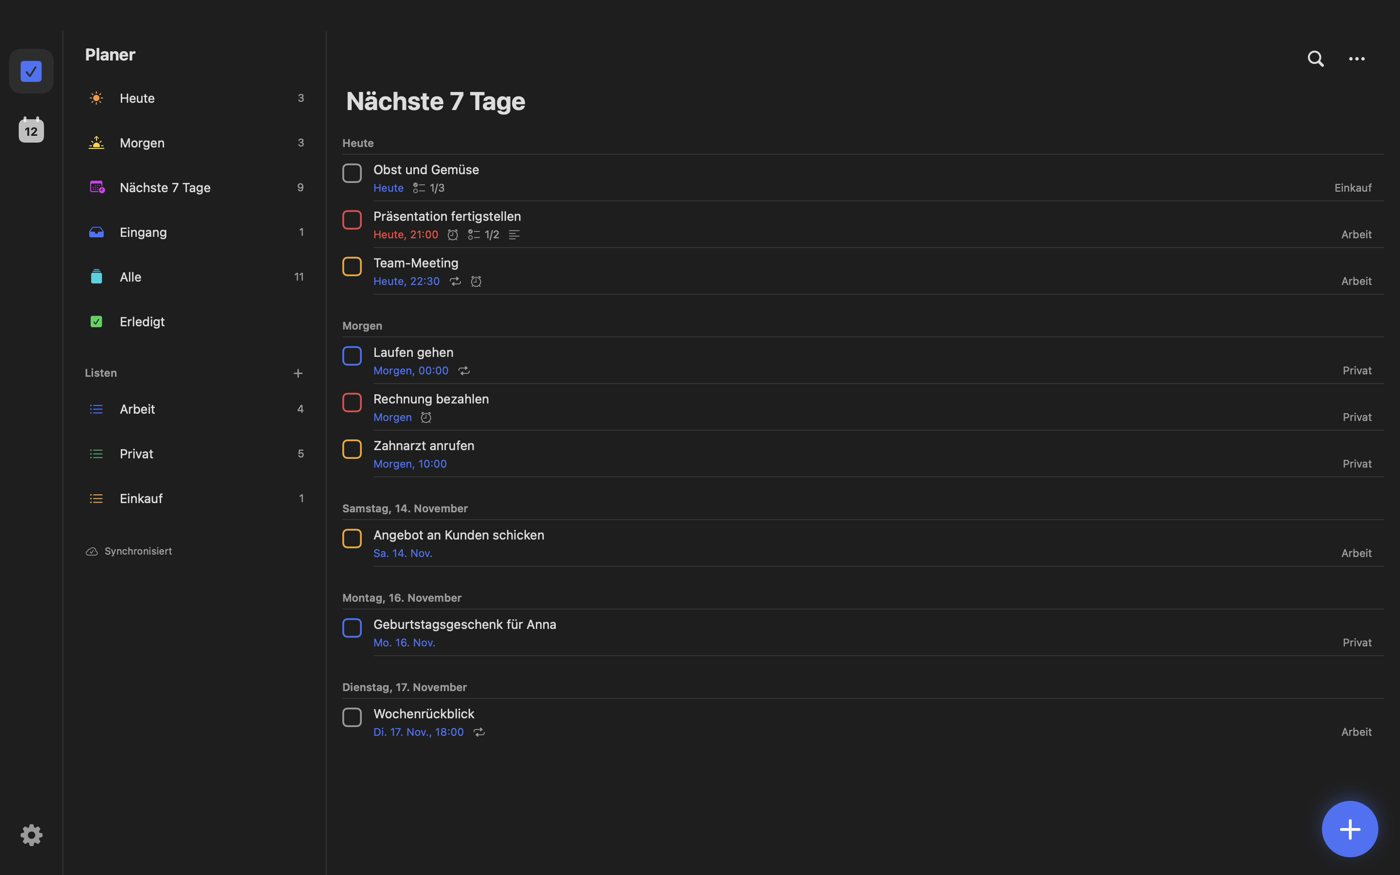 Planer
12
Heute 3
Morgen 3
Nächste 7 Tage 9
Eingang 1
Alle 11
Erledigt
Listen
Arbeit 4
Privat 5
Einkauf 1
Synchronisiert
Nächste 7 Tage
Heute
Obst und Gemüse
Heute 1/3 Einkauf
Präsentation fertigstellen
Heute, 21:00 1/2 Arbeit
Team-Meeting
Heute, 22:30 Arbeit
Morgen
Laufen gehen
Morgen, 00:00 Privat
Rechnung bezahlen
Morgen Privat
Zahnarzt anrufen
Morgen, 10:00 Privat
Samstag, 14. November
Angebot an Kunden schicken
Sa. 14. Nov. Arbeit
Montag, 16. November
Geburtstagsgeschenk für Anna
Mo. 16. Nov. Privat
Dienstag, 17. November
Wochenrückblick
Di. 17. Nov., 18:00 Arbeit